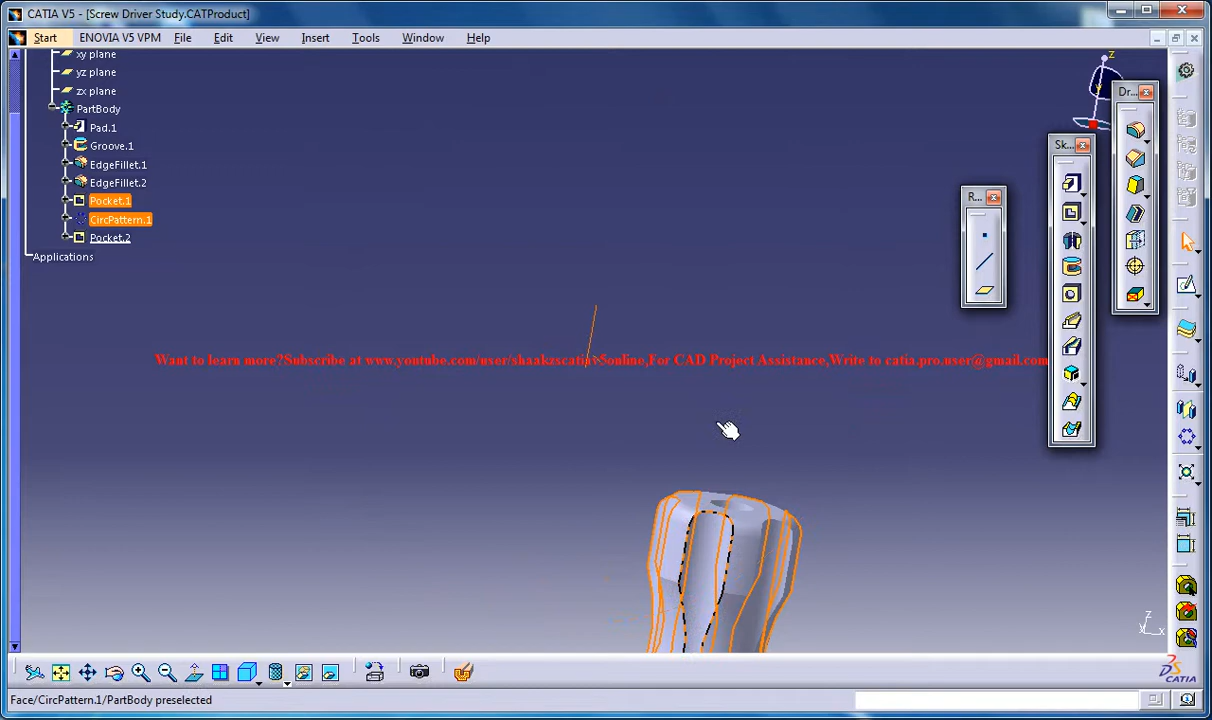 CATIA V5 - [Screw Driver Study.CATProduct]
Start ENOVIA V5 VPM File Edit View Insert Tools Window Help
xy plane
yz plane
zx plane
PartBody
Pad.1
Groove.1
EdgeFillet.1
EdgeFillet.2
Pocket.1
CircPattern.1
Pocket.2
Applications
z
Dr...
Sk...
R...
Want to learn more?Subscribe at www.youtube.com/user/shaakzscatiav5online,For CAD Project Assistance,Write to catia.pro.user@gmail.com
z
y x
CATIA
Face/CircPattern.1/PartBody preselected